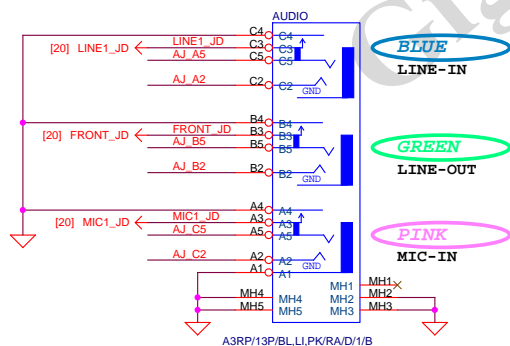 AUDIO
C4 C4
[20] LINE1_JD LINE1_JD C3 C3
AJ_A5 C5 C5
BLUE
LINE-IN
AJ_A2 C2 C2
GND
B4 B4
[20] FRONT_JD FRONT_JD B3 B3
AJ_B5 B5 B5
GREEN
LINE-OUT
AJ_B2 B2 B2
GND
A4 A4
[20] MIC1_JD MIC1_JD A3 A3
AJ_C5 A5 A5
PINK
MIC-IN
AJ_C2 A2 A2
GND
A1 A1
MH1 MH1
MH4 MH4 MH2 MH2
MH5 MH5 MH3 MH3
A3RP/13P/BL,LI,PK/RA/D/1/B